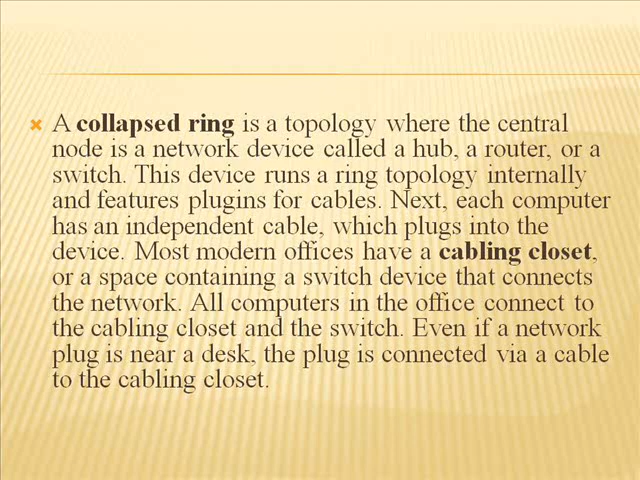 A collapsed ring is a topology where the central
node is a network device called a hub, a router, or a
switch. This device runs a ring topology internally
and features plugins for cables. Next, each computer
has an independent cable, which plugs into the
device. Most modern offices have a cabling closet,
or a space containing a switch device that connects
the network. All computers in the office connect to
the cabling closet and the switch. Even if a network
plug is near a desk, the plug is connected via a cable
to the cabling closet.